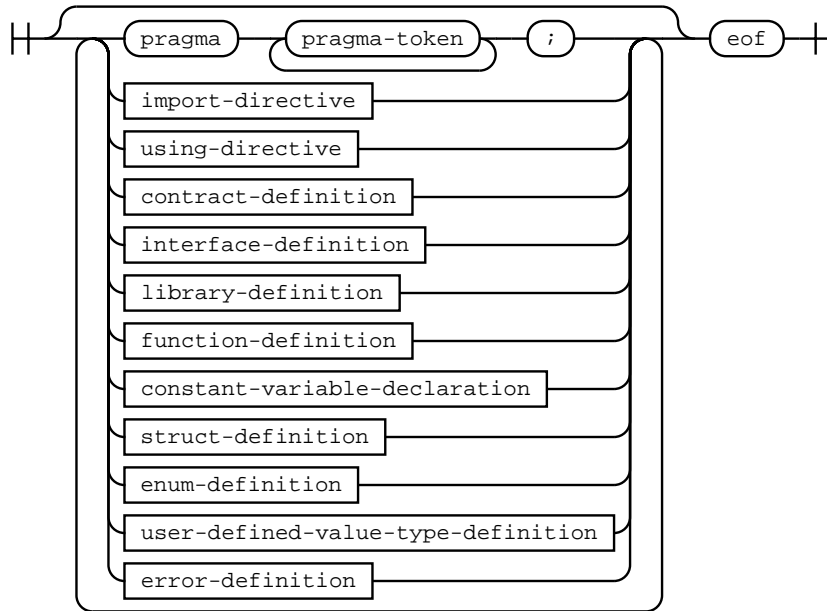 pragma pragma-token ; eof
import-directive
using-directive
contract-definition
interface-definition
library-definition
function-definition
constant-variable-declaration
struct-definition
enum-definition
user-defined-value-type-definition
error-definition